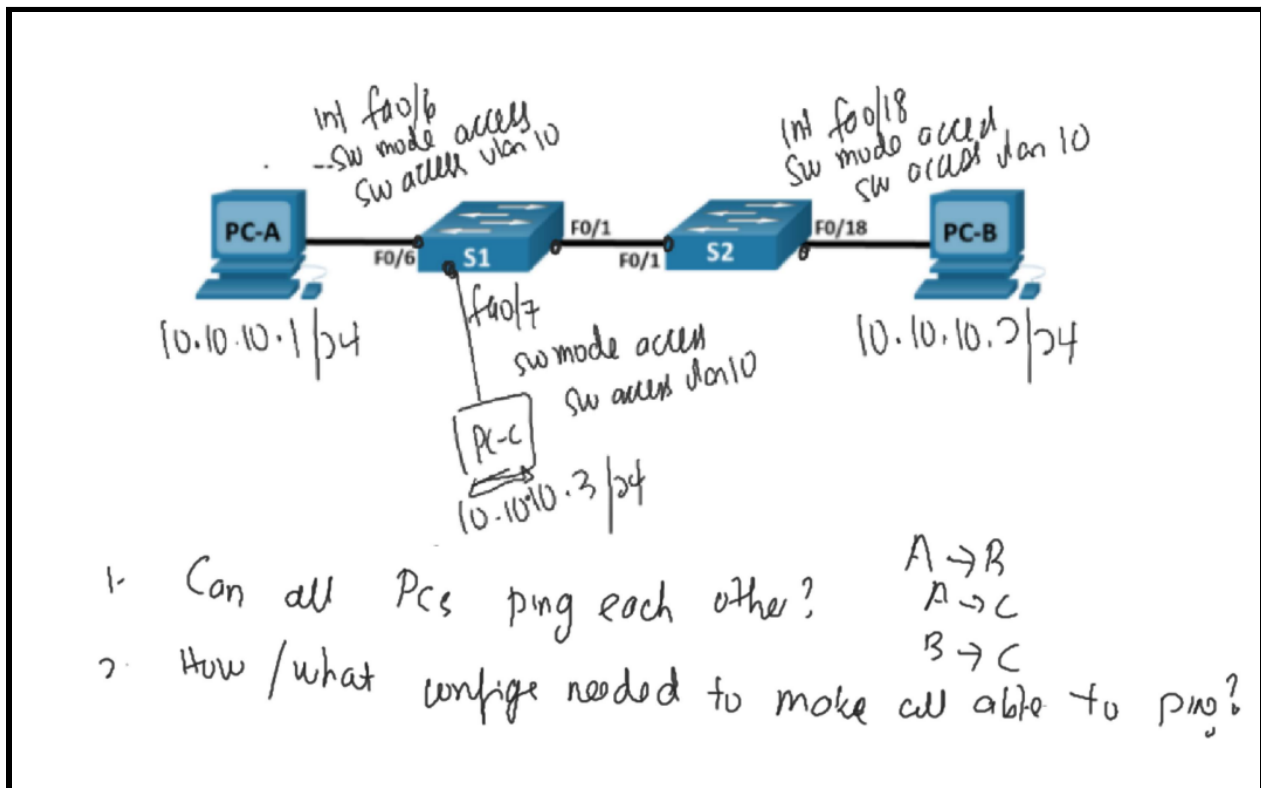 int fa0/6
sw mode access
sw access vlan 10
int fa0/18
sw mode access
sw access vlan 10
PC-A
F0/6
S1
F0/1
F0/1
S2
F0/18
PC-B
10.10.10.1/24
fa0/7
10.10.10.2/24
sw mode access
sw access vlan 10
PC-C
10.10.10.3/24
1. Can all PCs ping each other?
A → B
A → C
B → C
2. How / what configs needed to make all able to ping?